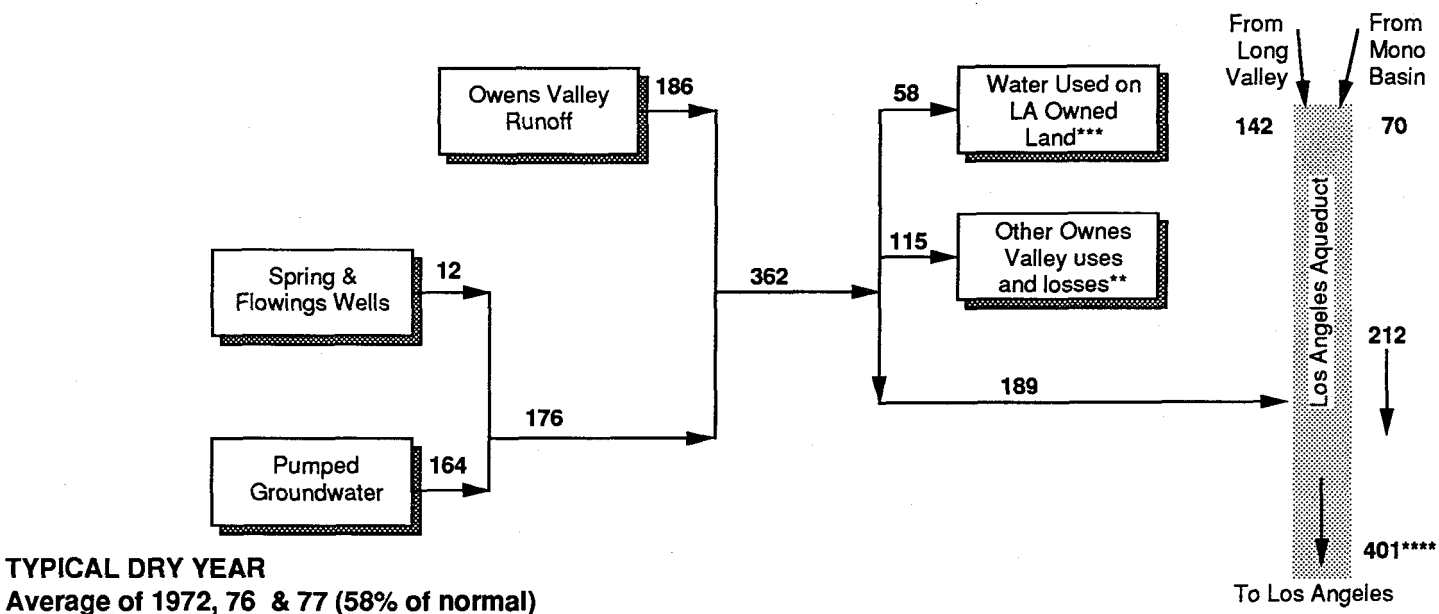 From
Long
Valley
From
Mono
Basin
142
70
Owens Valley
Runoff
186
58
Water Used on
LA Owned
Land***
Spring &
Flowings Wells
12
115
Other Ownes
Valley uses
and losses**
362
Los Angeles Aqueduct
212
189
176
Pumped
Groundwater
164
401****
To Los Angeles
TYPICAL DRY YEAR
Average of 1972, 76 & 77 (58% of normal)